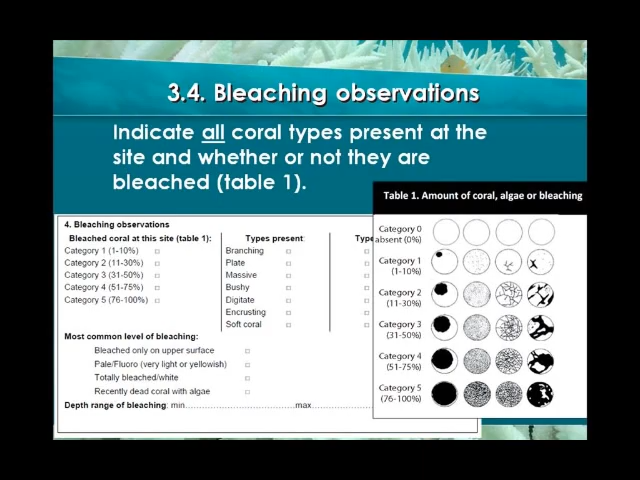 3.4. Bleaching observations
Indicate all coral types present at the
site and whether or not they are
bleached (table 1).
Table 1. Amount of coral, algae or bleaching
4. Bleaching observations
Bleached coral at this site (table 1):
Types present:
Type
Category 1 (1-10%)
Category 2 (11-30%)
Category 3 (31-50%)
Category 4 (51-75%)
Category 5 (76-100%)
Branching
Plate
Massive
Bushy
Digitate
Encrusting
Soft coral
Most common level of bleaching:
Bleached only on upper surface
Pale/Fluoro (very light or yellowish)
Totally bleached/white
Recently dead coral with algae
Depth range of bleaching: min.......................................max.......................
Category 0
absent (0%)
Category 1
(1-10%)
Category 2
(11-30%)
Category 3
(31-50%)
Category 4
(51-75%)
Category 5
(76-100%)